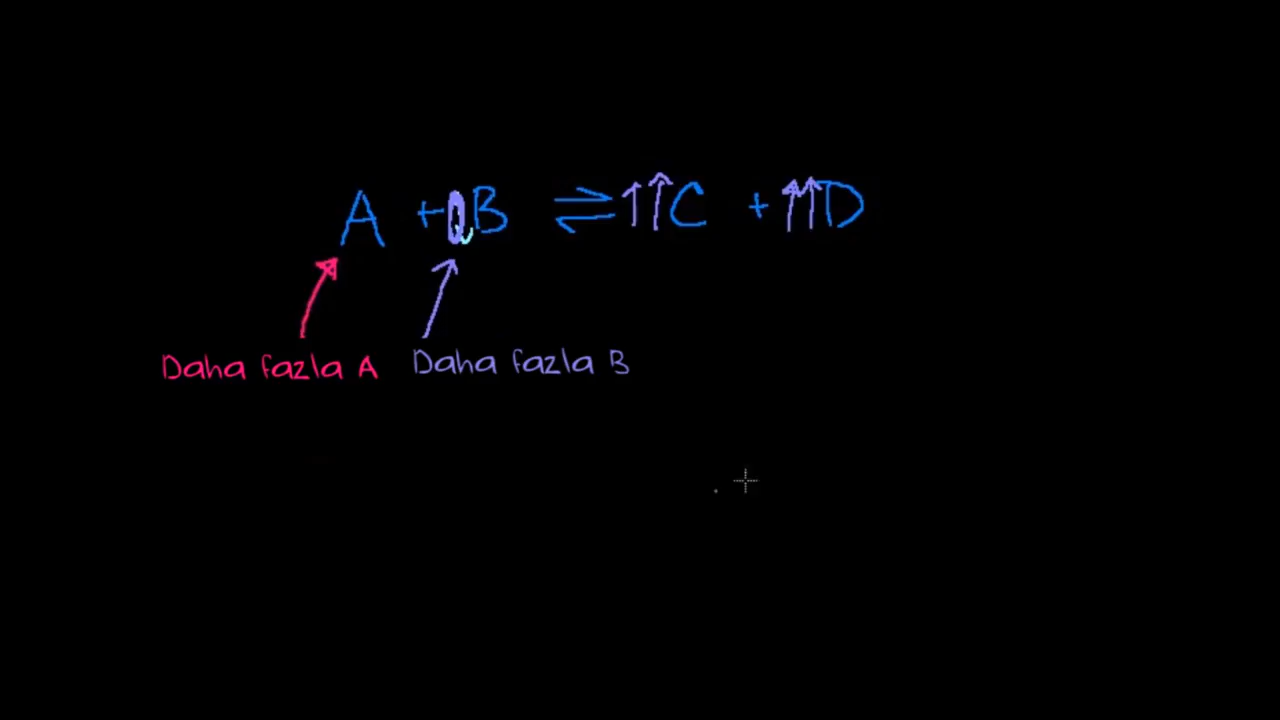 A + B ⇌ ↑↑C + ↑↑D
Daha fazla A Daha fazla B